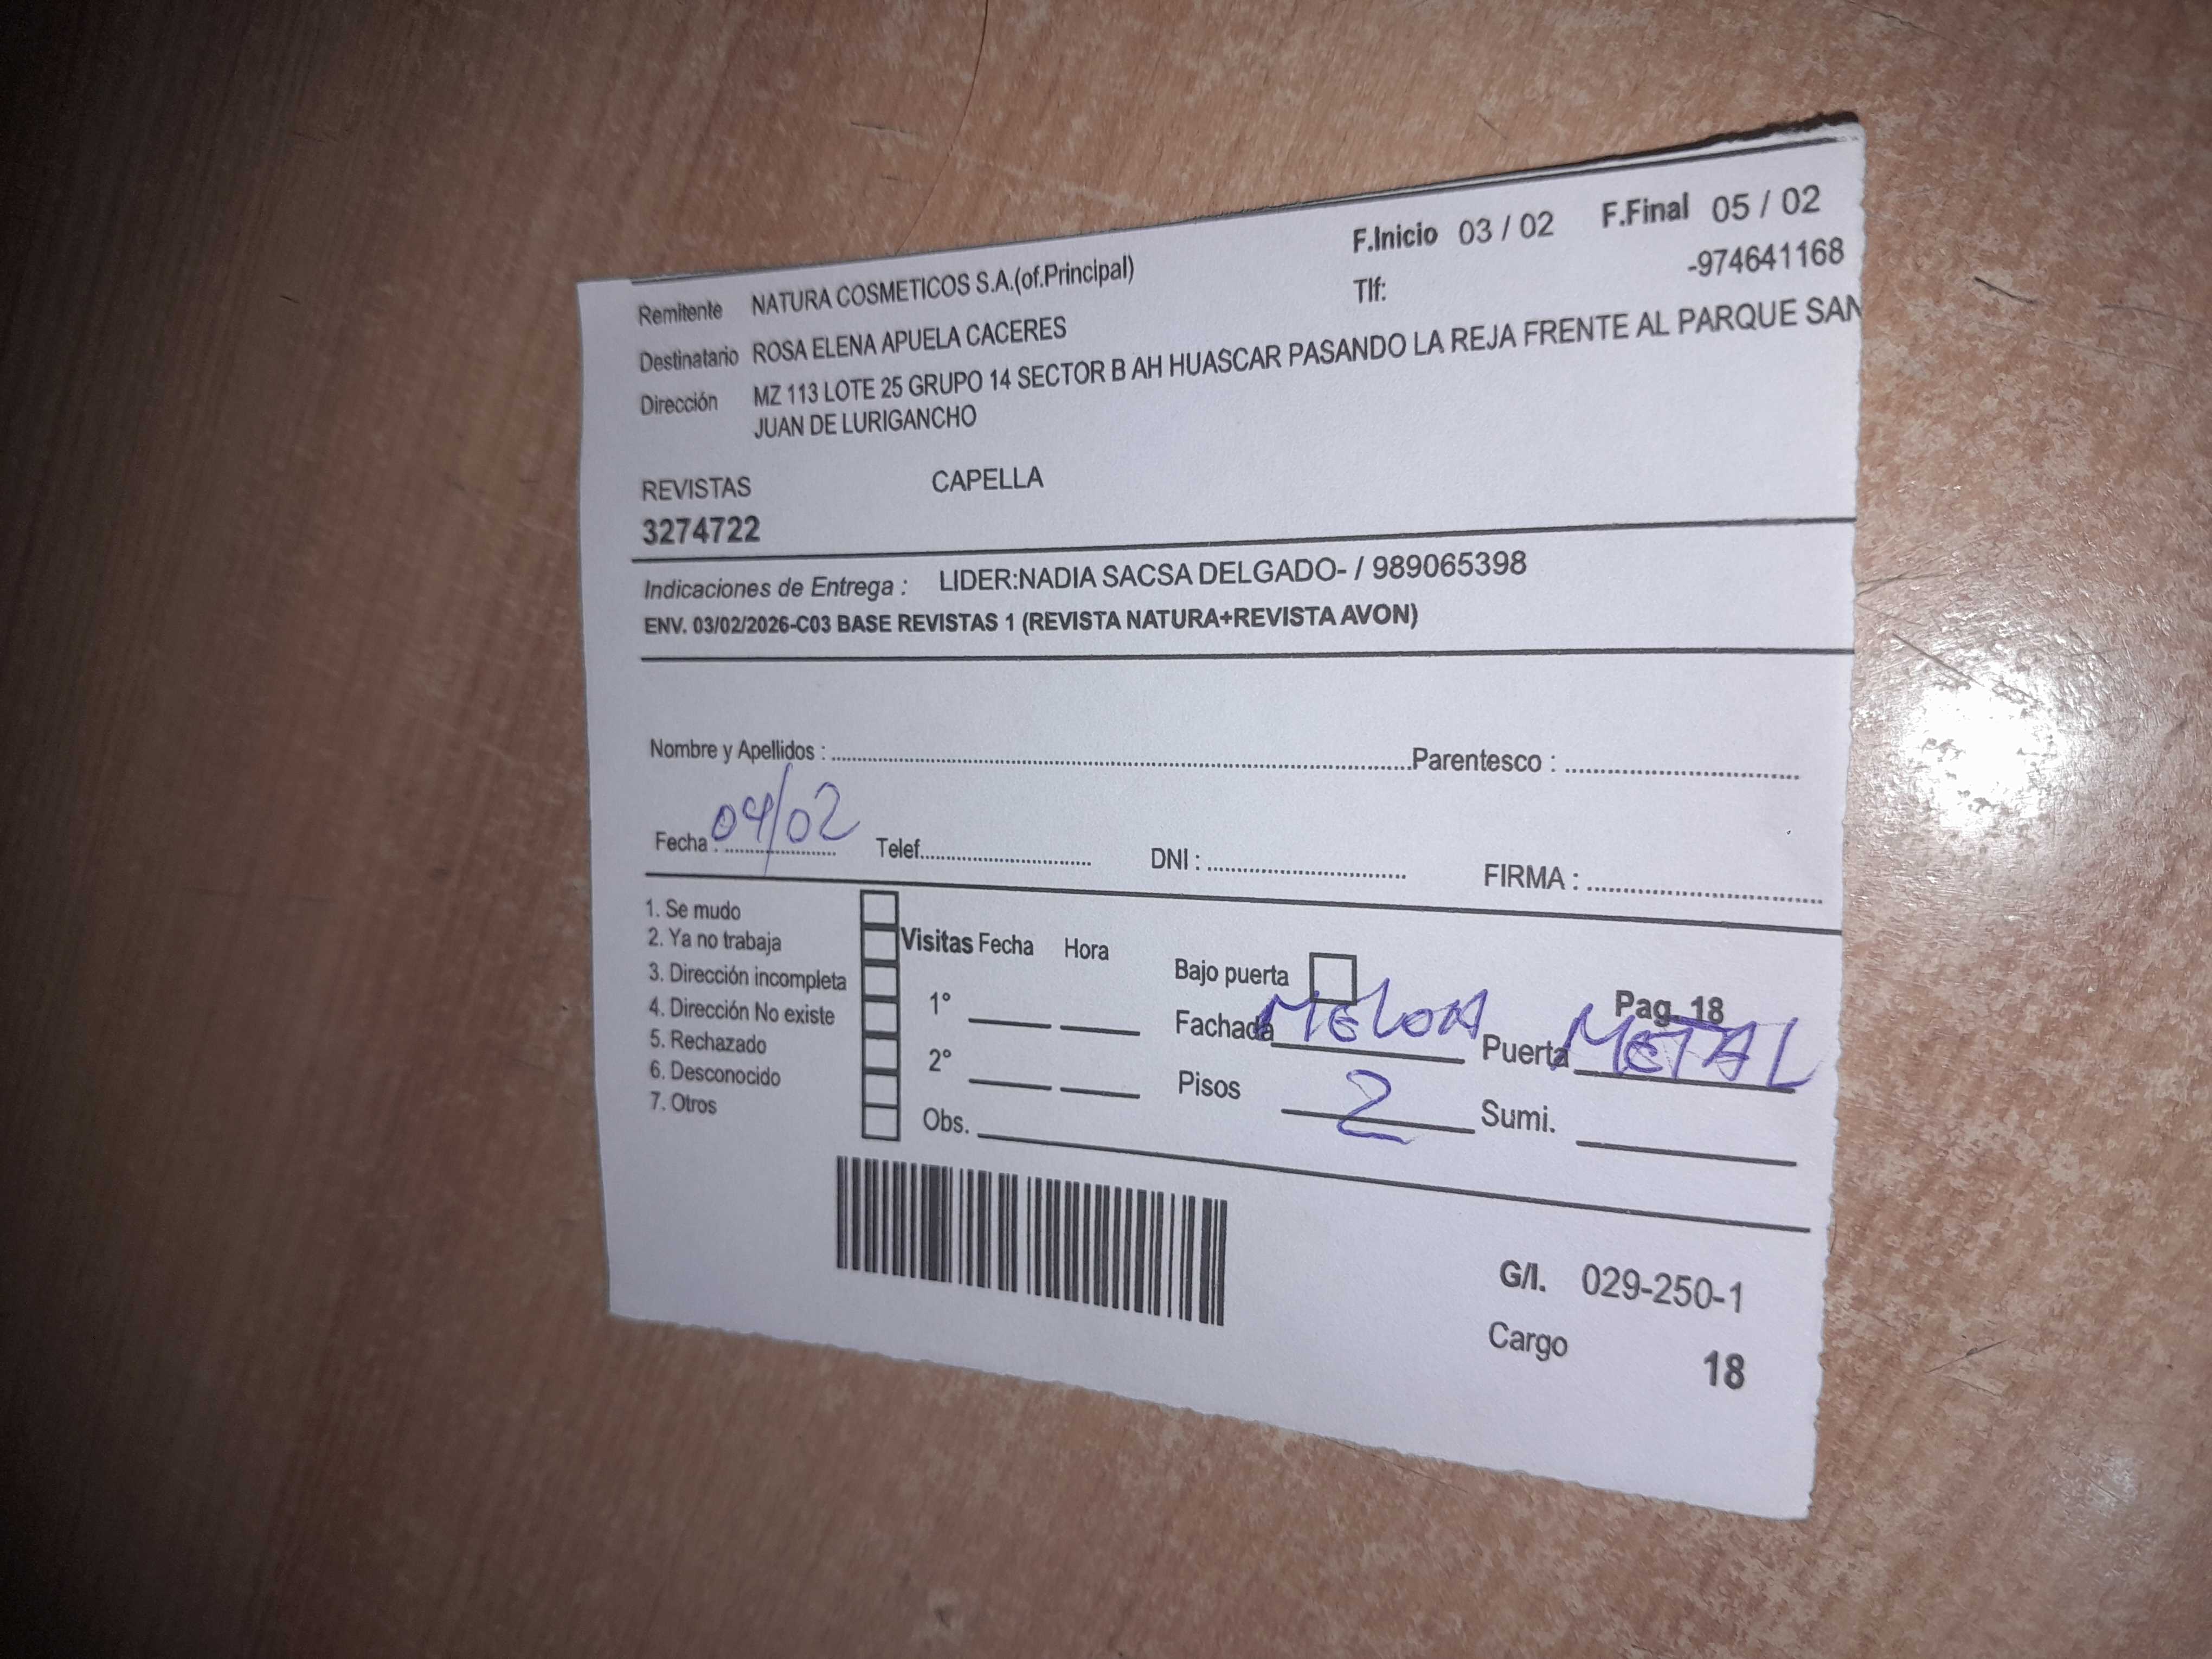 Remitente NATURA COSMETICOS S.A.(of.Principal) F.Inicio 03 / 02 F.Final 05 / 02
Destinatario ROSA ELENA APUELA CACERES Tlf: -974641168
Dirección MZ 113 LOTE 25 GRUPO 14 SECTOR B AH HUASCAR PASANDO LA REJA FRENTE AL PARQUE SAN
JUAN DE LURIGANCHO
REVISTAS CAPELLA
3274722
Indicaciones de Entrega : LIDER:NADIA SACSA DELGADO- / 989065398
ENV. 03/02/2026-C03 BASE REVISTAS 1 (REVISTA NATURA+REVISTA AVON)
Nombre y Apellidos : Parentesco :
Fecha : 04/02 Telef. DNI : FIRMA :
1. Se mudo
2. Ya no trabaja
3. Dirección incompleta
4. Dirección No existe
5. Rechazado
6. Desconocido
7. Otros
Visitas Fecha Hora
1°
2°
Obs.
Bajo puerta Pag. 18
Fachada MELON Puerta METAL
Pisos 2 Sumi.
G/I. 029-250-1
Cargo 18